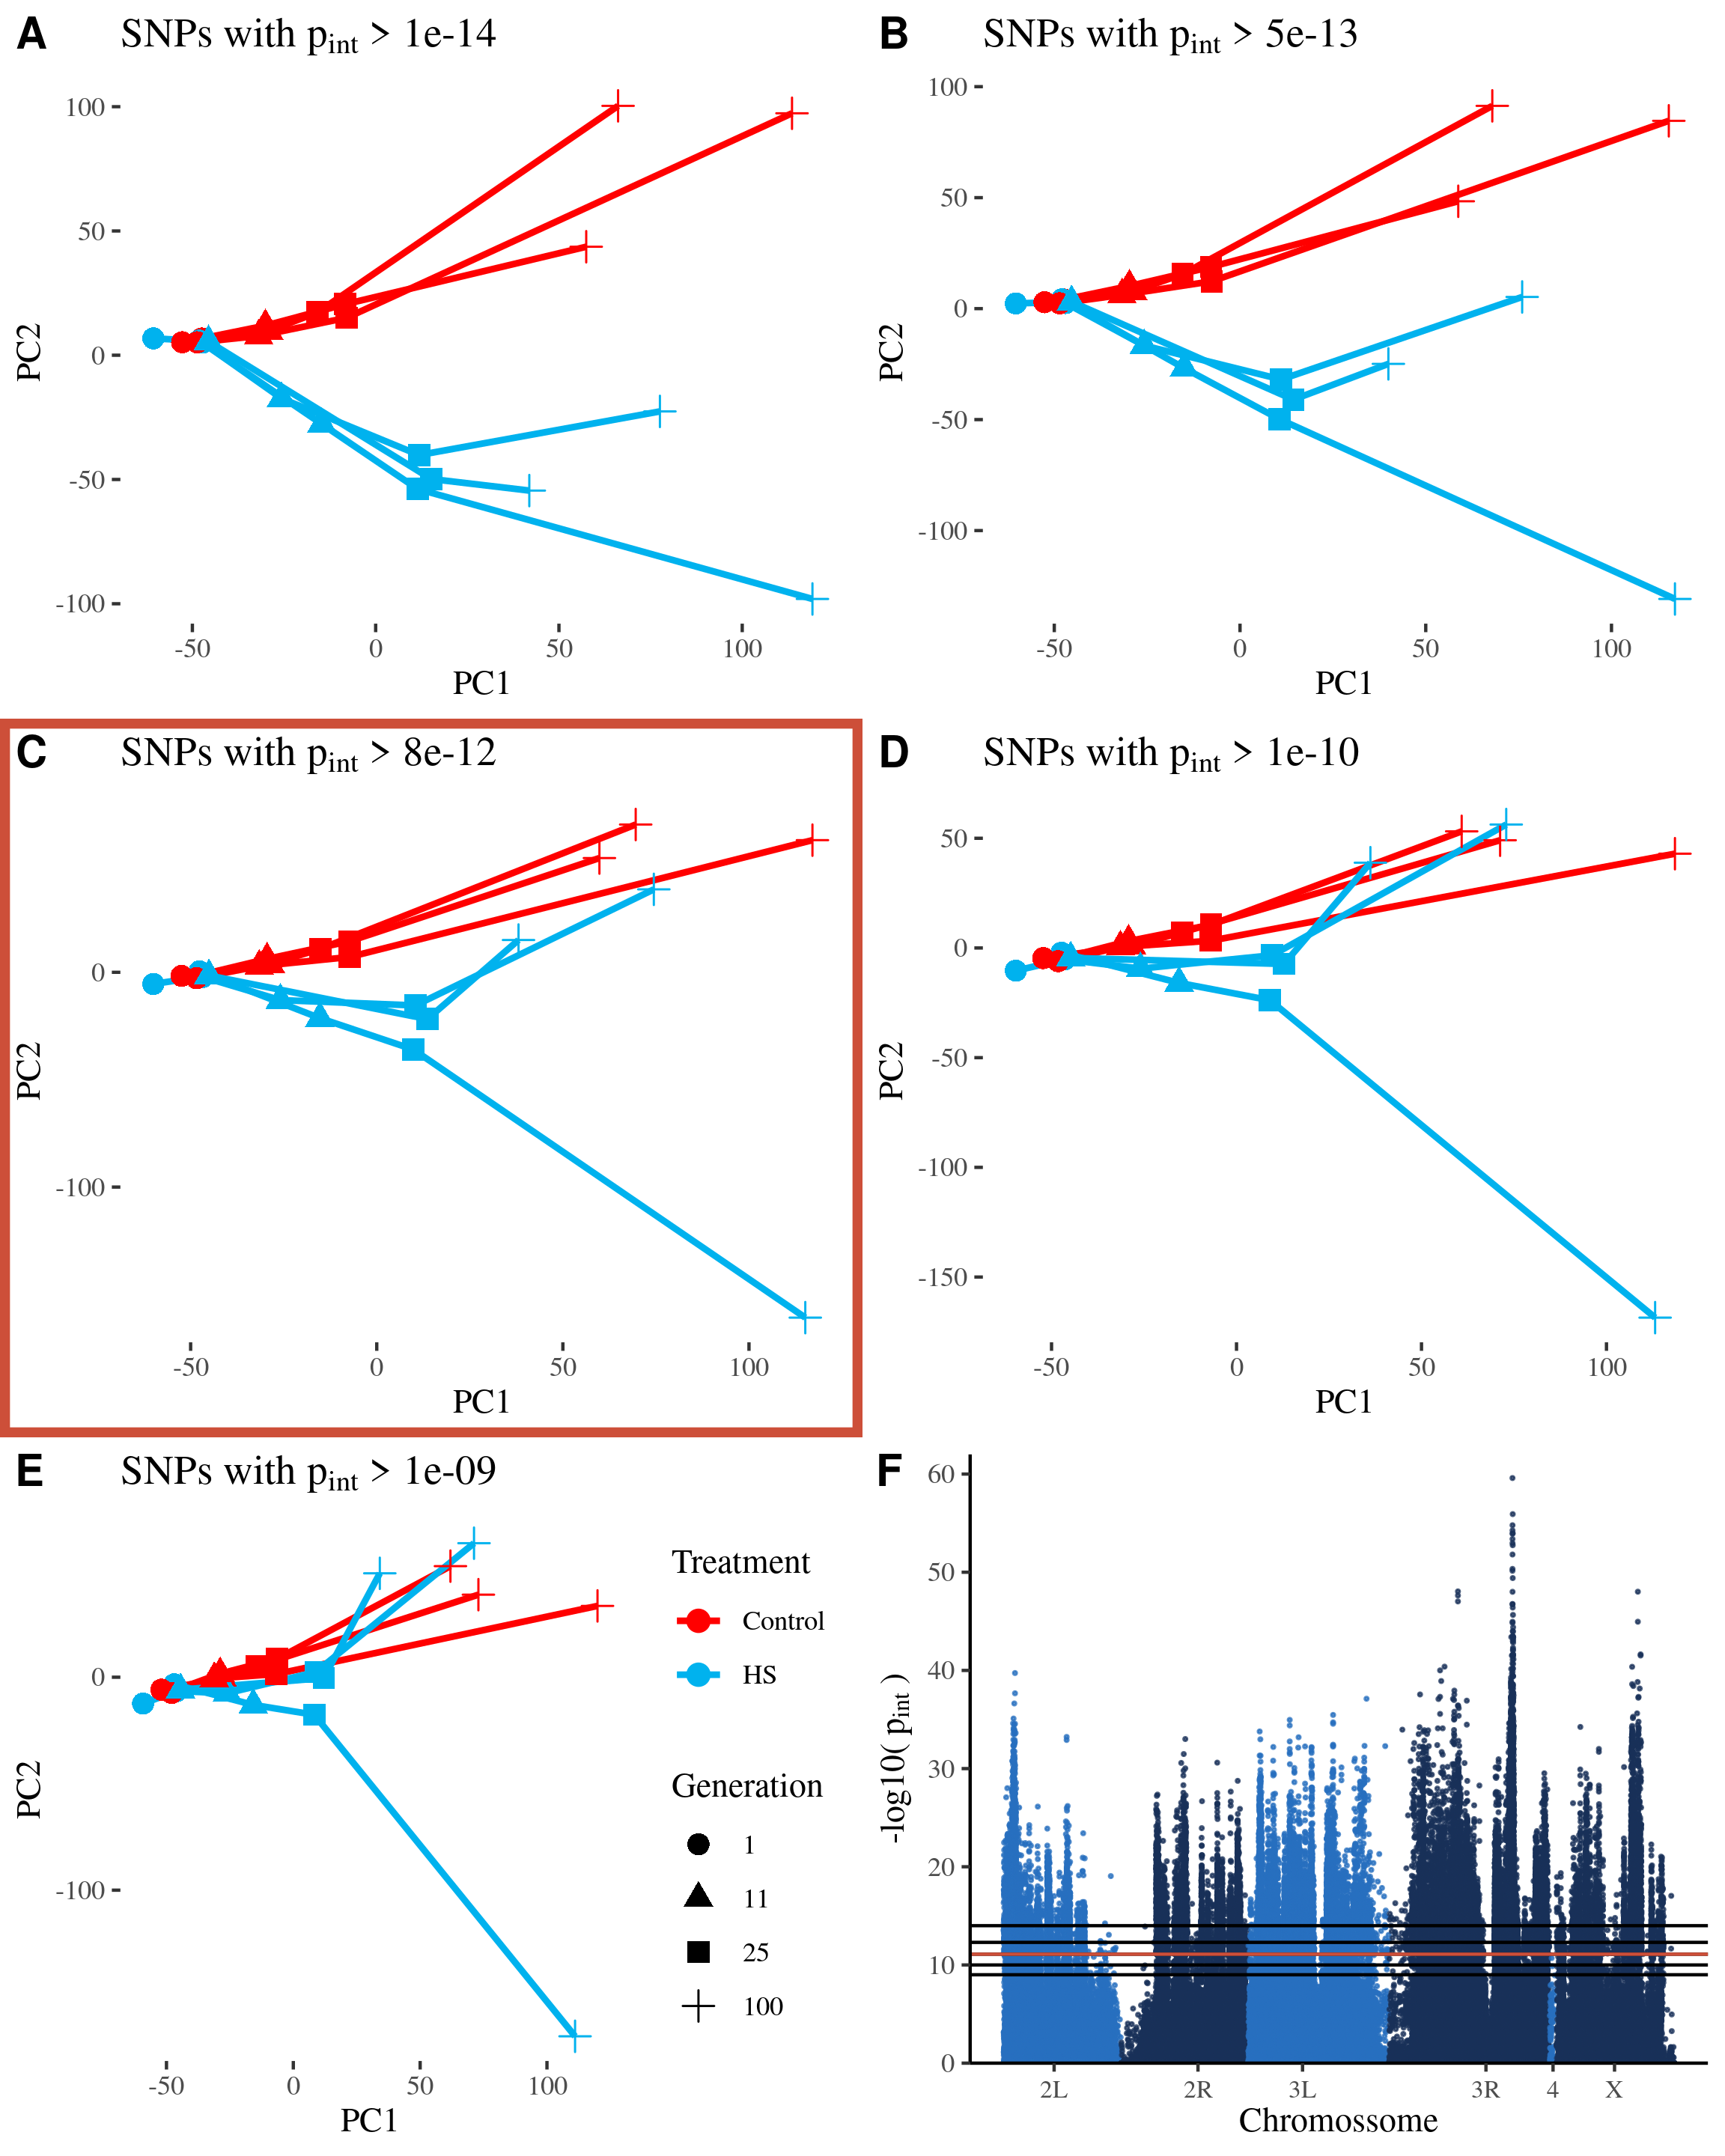 A SNPs with pint > 1e-14
100
50
0
-50
-100
PC2
-50 0 50 100
PC1
B SNPs with pint > 5e-13
100
50
0
-50
-100
PC2
-50 0 50 100
PC1
C SNPs with pint > 8e-12
0
-100
PC2
-50 0 50 100
PC1
D SNPs with pint > 1e-10
50
0
-50
-100
-150
PC2
-50 0 50 100
PC1
E SNPs with pint > 1e-09
0
-100
PC2
-50 0 50 100
PC1
Treatment
Control
HS
Generation
1
11
25
100
F
60
50
40
30
20
10
0
-log10( pint )
2L 2R 3L 3R 4 X
Chromossome